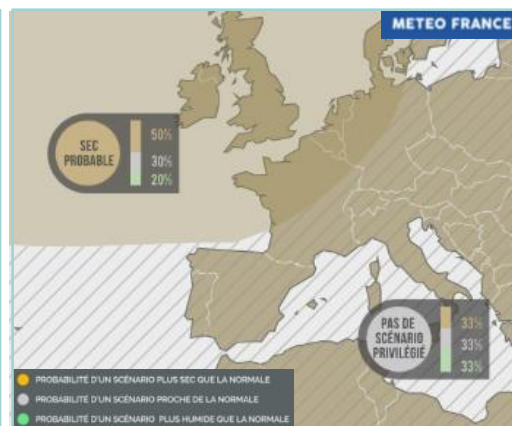 METEO FRANCE
SEC
PROBABLE
50%
30%
20%
PAS DE
SCÉNARIO
PRIVILÉGIÉ
33%
33%
33%
PROBABILITÉ D'UN SCÉNARIO PLUS SEC QUE LA NORMALE
PROBABILITÉ D'UN SCÉNARIO PROCHE DE LA NORMALE
PROBABILITÉ D'UN SCÉNARIO PLUS HUMIDE QUE LA NORMALE